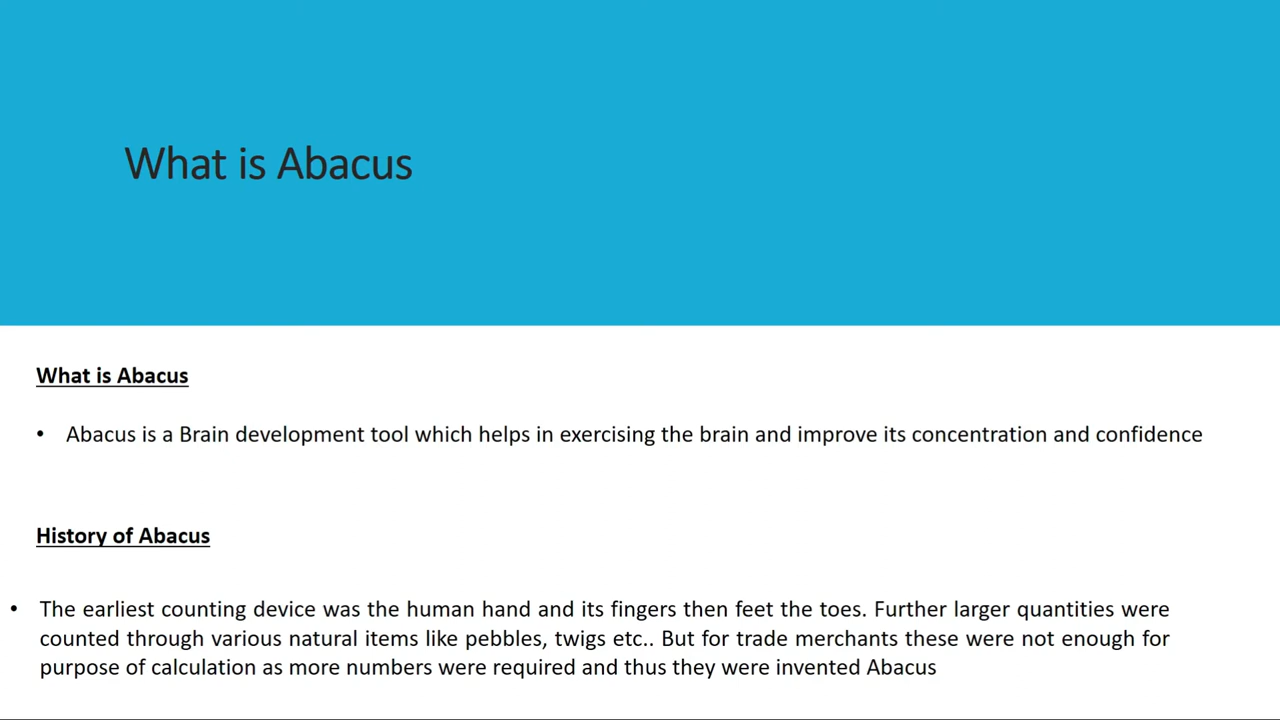 What is Abacus
What is Abacus
• Abacus is a Brain development tool which helps in exercising the brain and improve its concentration and confidence
History of Abacus
• The earliest counting device was the human hand and its fingers then feet the toes. Further larger quantities were
counted through various natural items like pebbles, twigs etc.. But for trade merchants these were not enough for
purpose of calculation as more numbers were required and thus they were invented Abacus